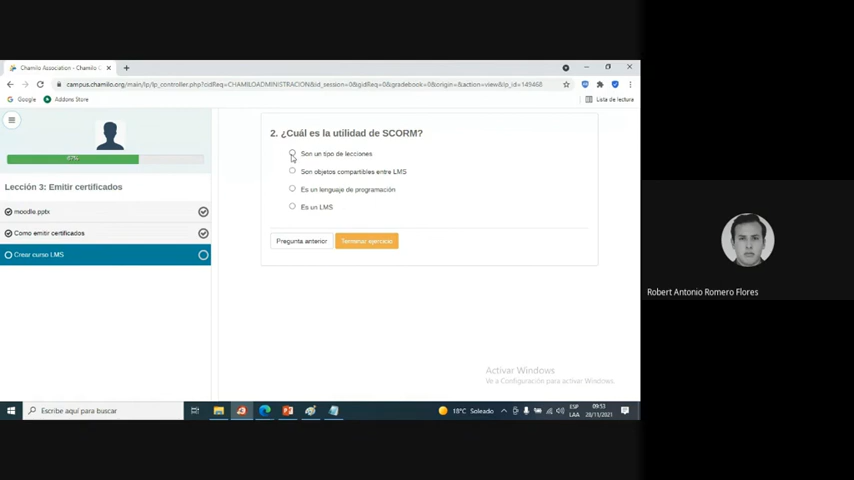 Chamilo Association - Chamilo (
campus.chamilo.org/main/lp/lp_controller.php?cidReq=CHAMILOADMINISTRACION&id_session=0&gidReq=0&gradebook=0&origin=&action=view&lp_id=149468
Google
Addons Store
Lista de lectura
67%
Lección 3: Emitir certificados
moodle.pptx
Como emitir certificados
Crear curso LMS
2. ¿Cuál es la utilidad de SCORM?
Son un tipo de lecciones
Son objetos compartibles entre LMS
Es un lenguaje de programación
Es un LMS
Pregunta anterior
Terminar ejercicio
Robert Antonio Romero Flores
Activar Windows
Ve a Configuración para activar Windows.
Escribe aquí para buscar
18°C Soleado
ESP
LAA
09:53
28/11/2021